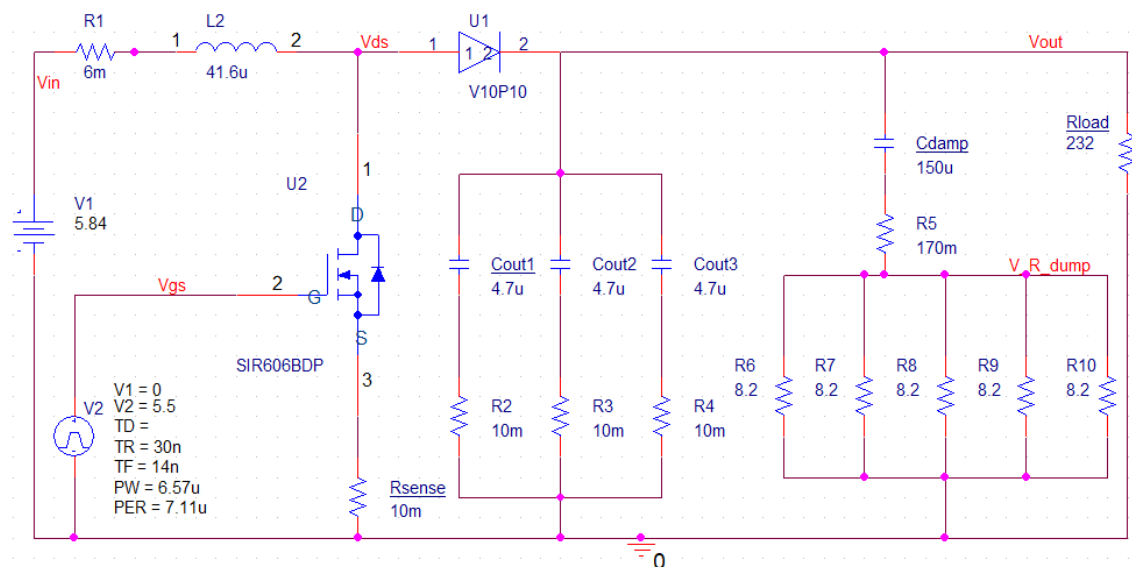 R1
6m
1
L2
2
41.6u
Vin
Vds
U1
1
1 2
2
V10P10
Vout
Rload
232
Cdamp
150u
R5
170m
V_R_dump
V1
5.84
U2
1
D
Vgs
2
G
S
3
SIR606BDP
Cout1
4.7u
Cout2
4.7u
Cout3
4.7u
R6
8.2
R7
8.2
R8
8.2
R9
8.2
R10
8.2
V2
V1 = 0
V2 = 5.5
TD =
TR = 30n
TF = 14n
PW = 6.57u
PER = 7.11u
R2
10m
R3
10m
R4
10m
Rsense
10m
0